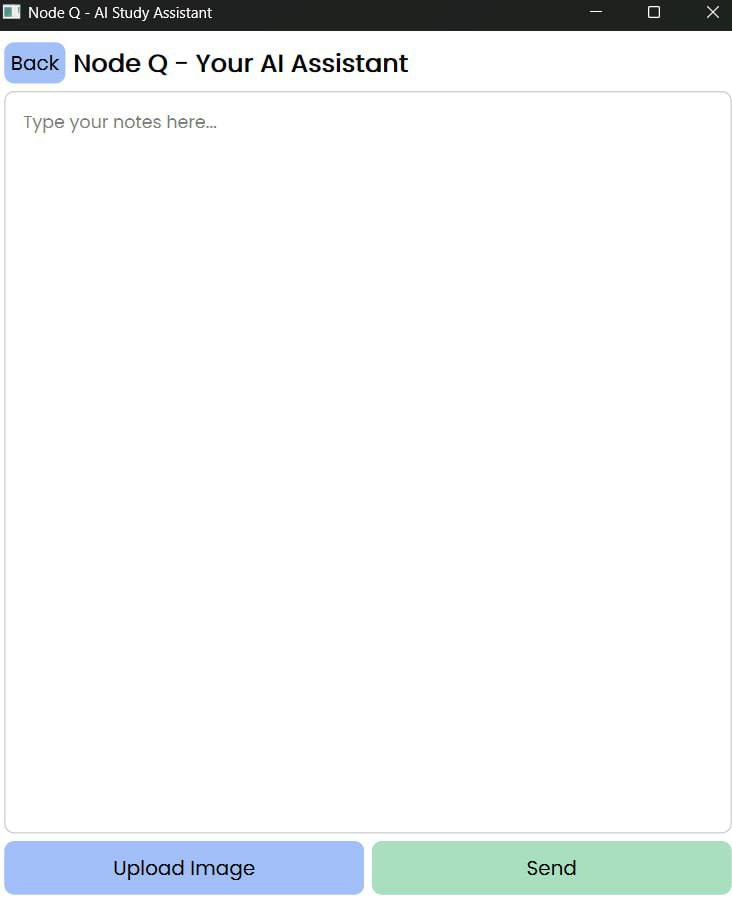 Node Q - AI Study Assistant
Back Node Q - Your AI Assistant
Type your notes here...
Upload Image Send